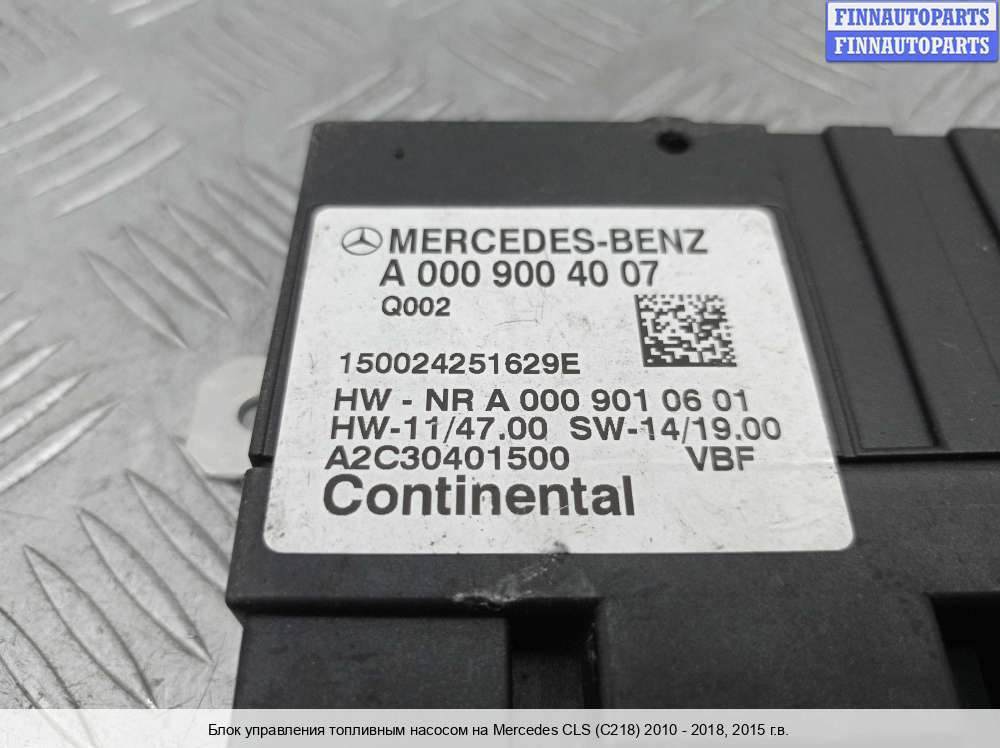 FINNAUTOPARTS
FINNAUTOPARTS
MERCEDES-BENZ
A 000 900 40 07
Q002
150024251629E
HW - NR A 000 901 06 01
HW-11/47.00 SW-14/19.00
A2C30401500 VBF
Continental
Блок управления топливным насосом на Mercedes CLS (C218) 2010 - 2018, 2015 г.в.